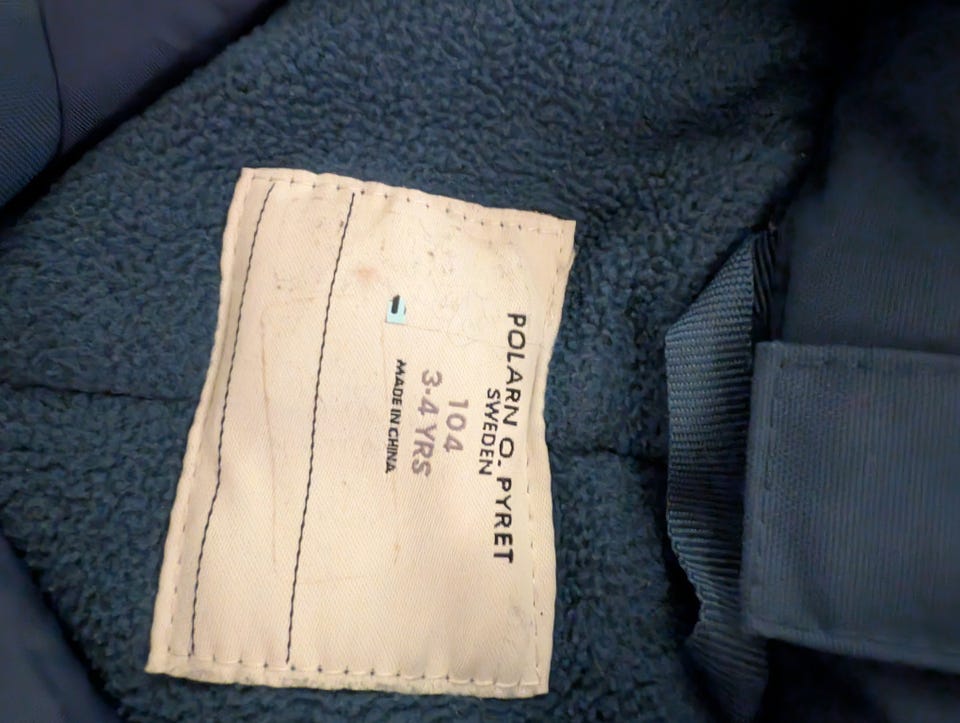 POLARN O. PYRET
SWEDEN
104
3-4 YRS
MADE IN CHINA